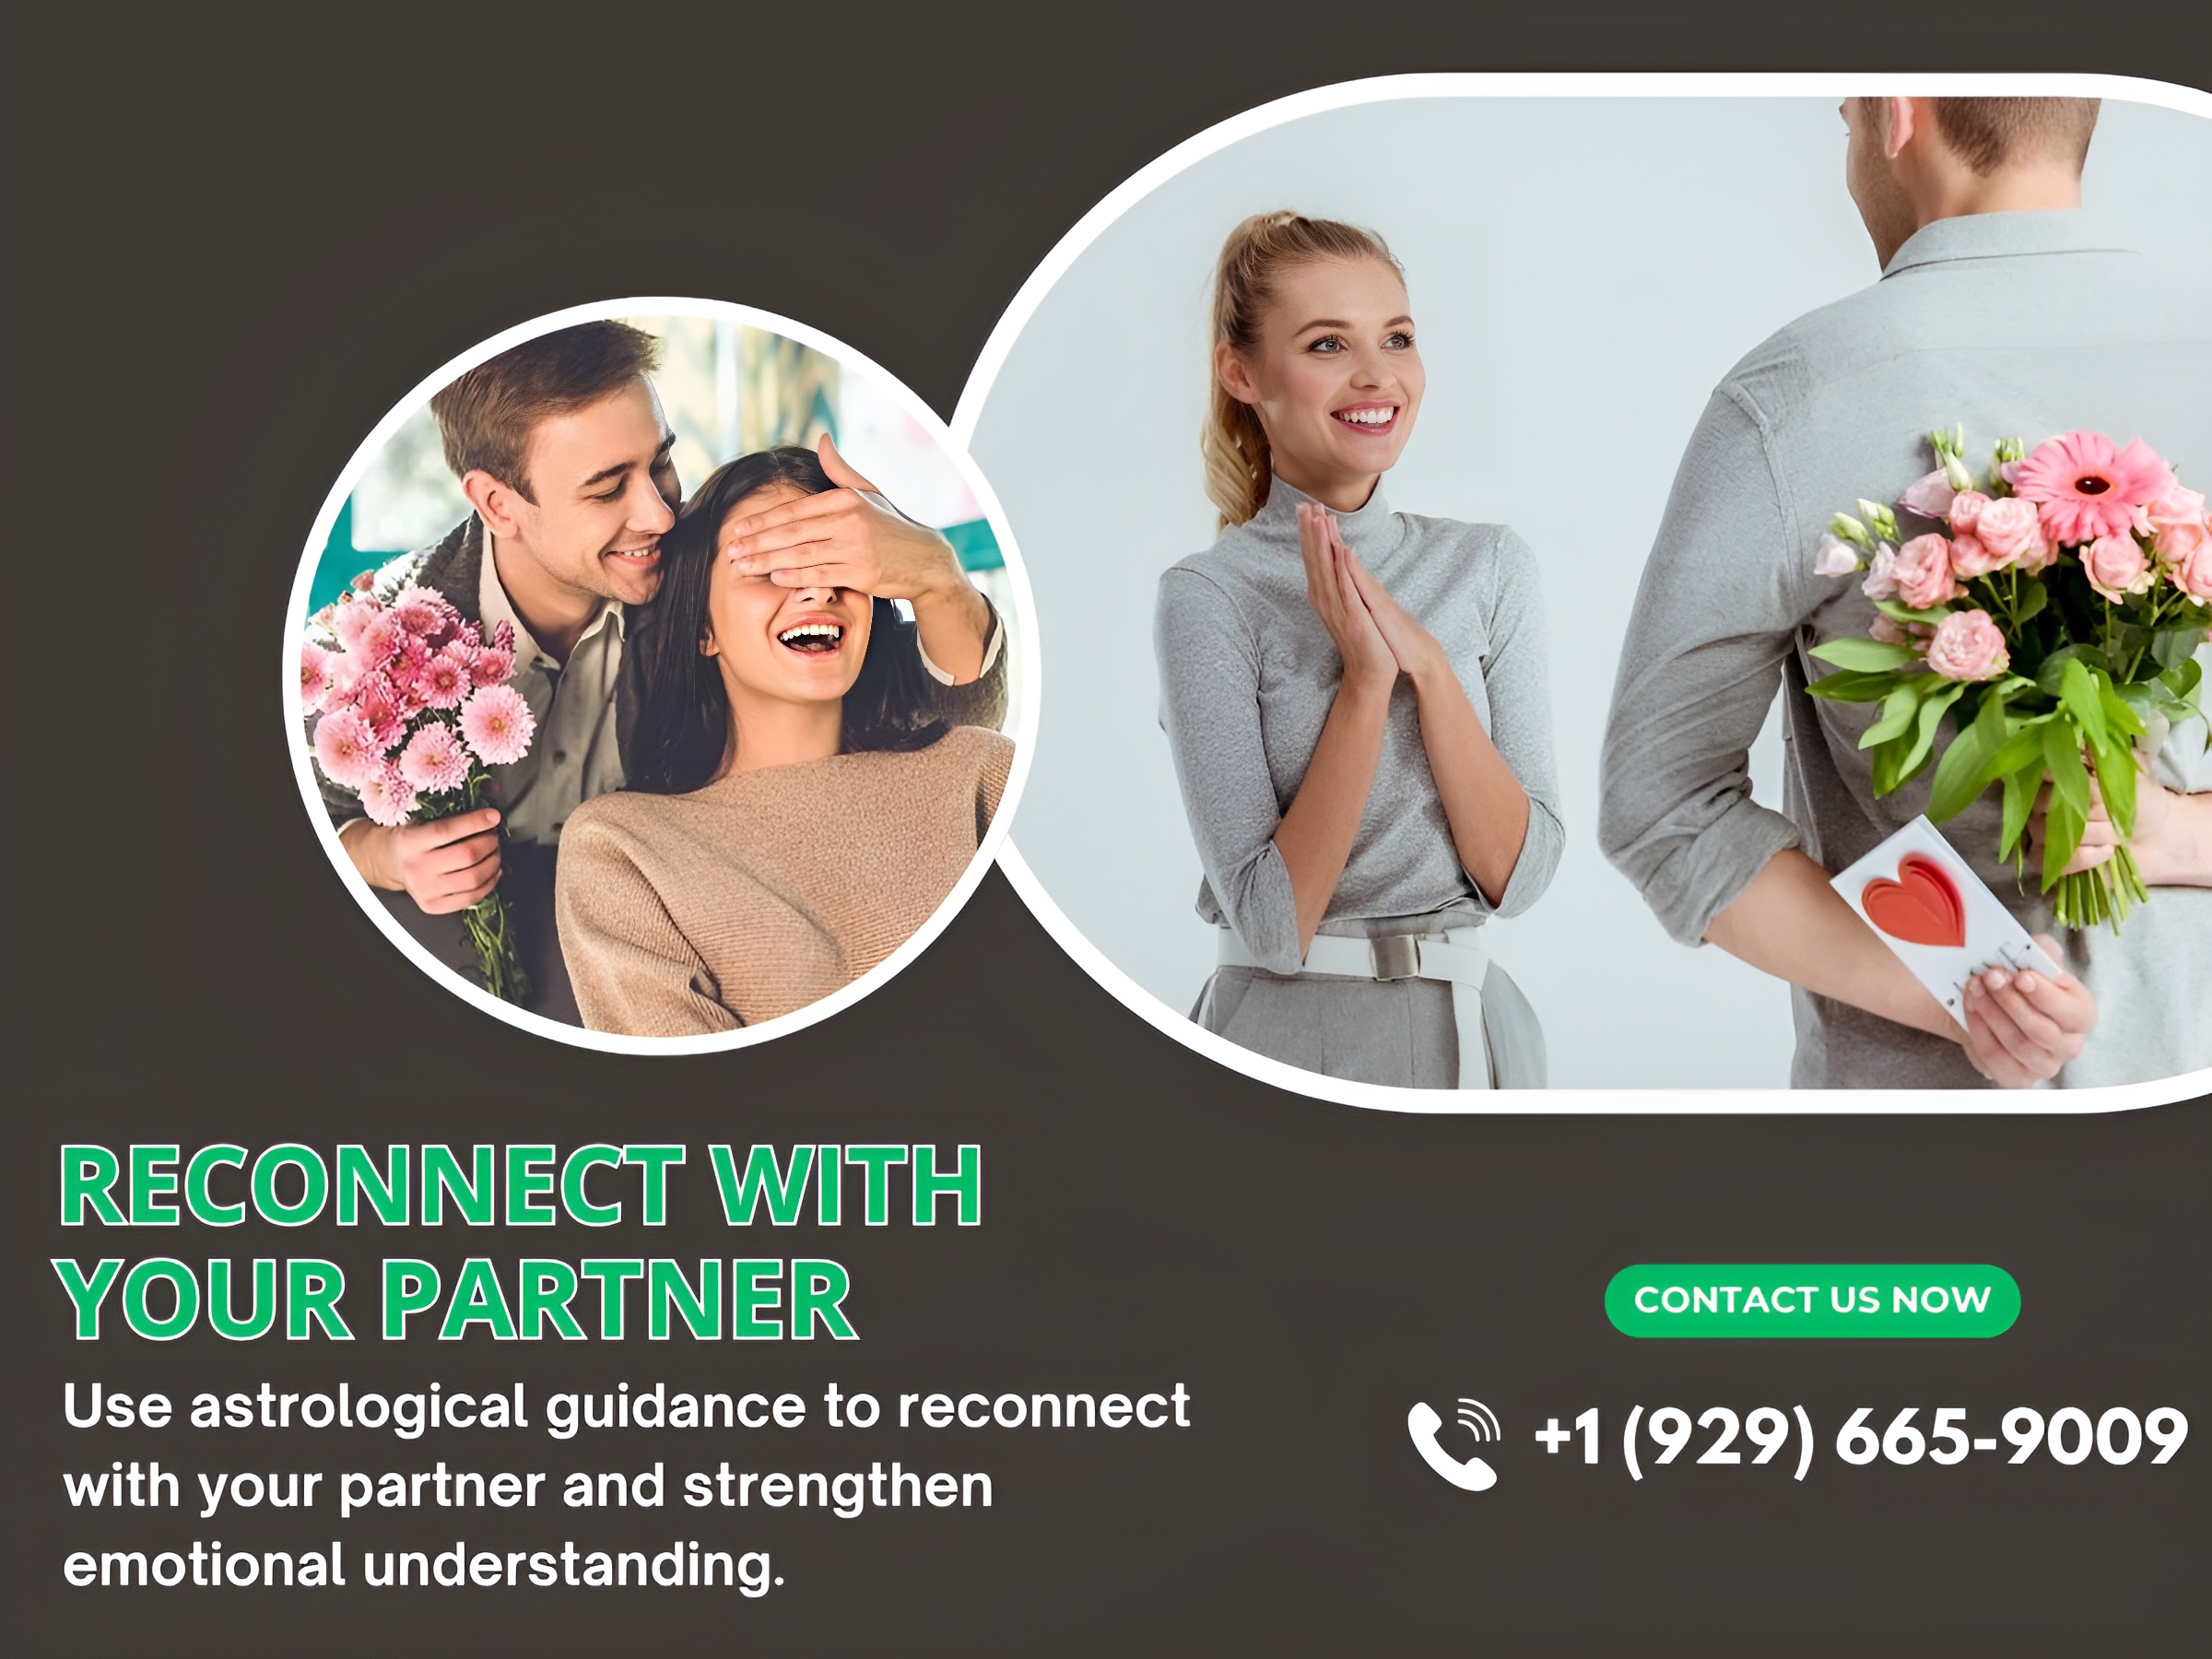 RECONNECT WITH
YOUR PARTNER
Use astrological guidance to reconnect
with your partner and strengthen
emotional understanding.
CONTACT US NOW
+1 (929) 665-9009